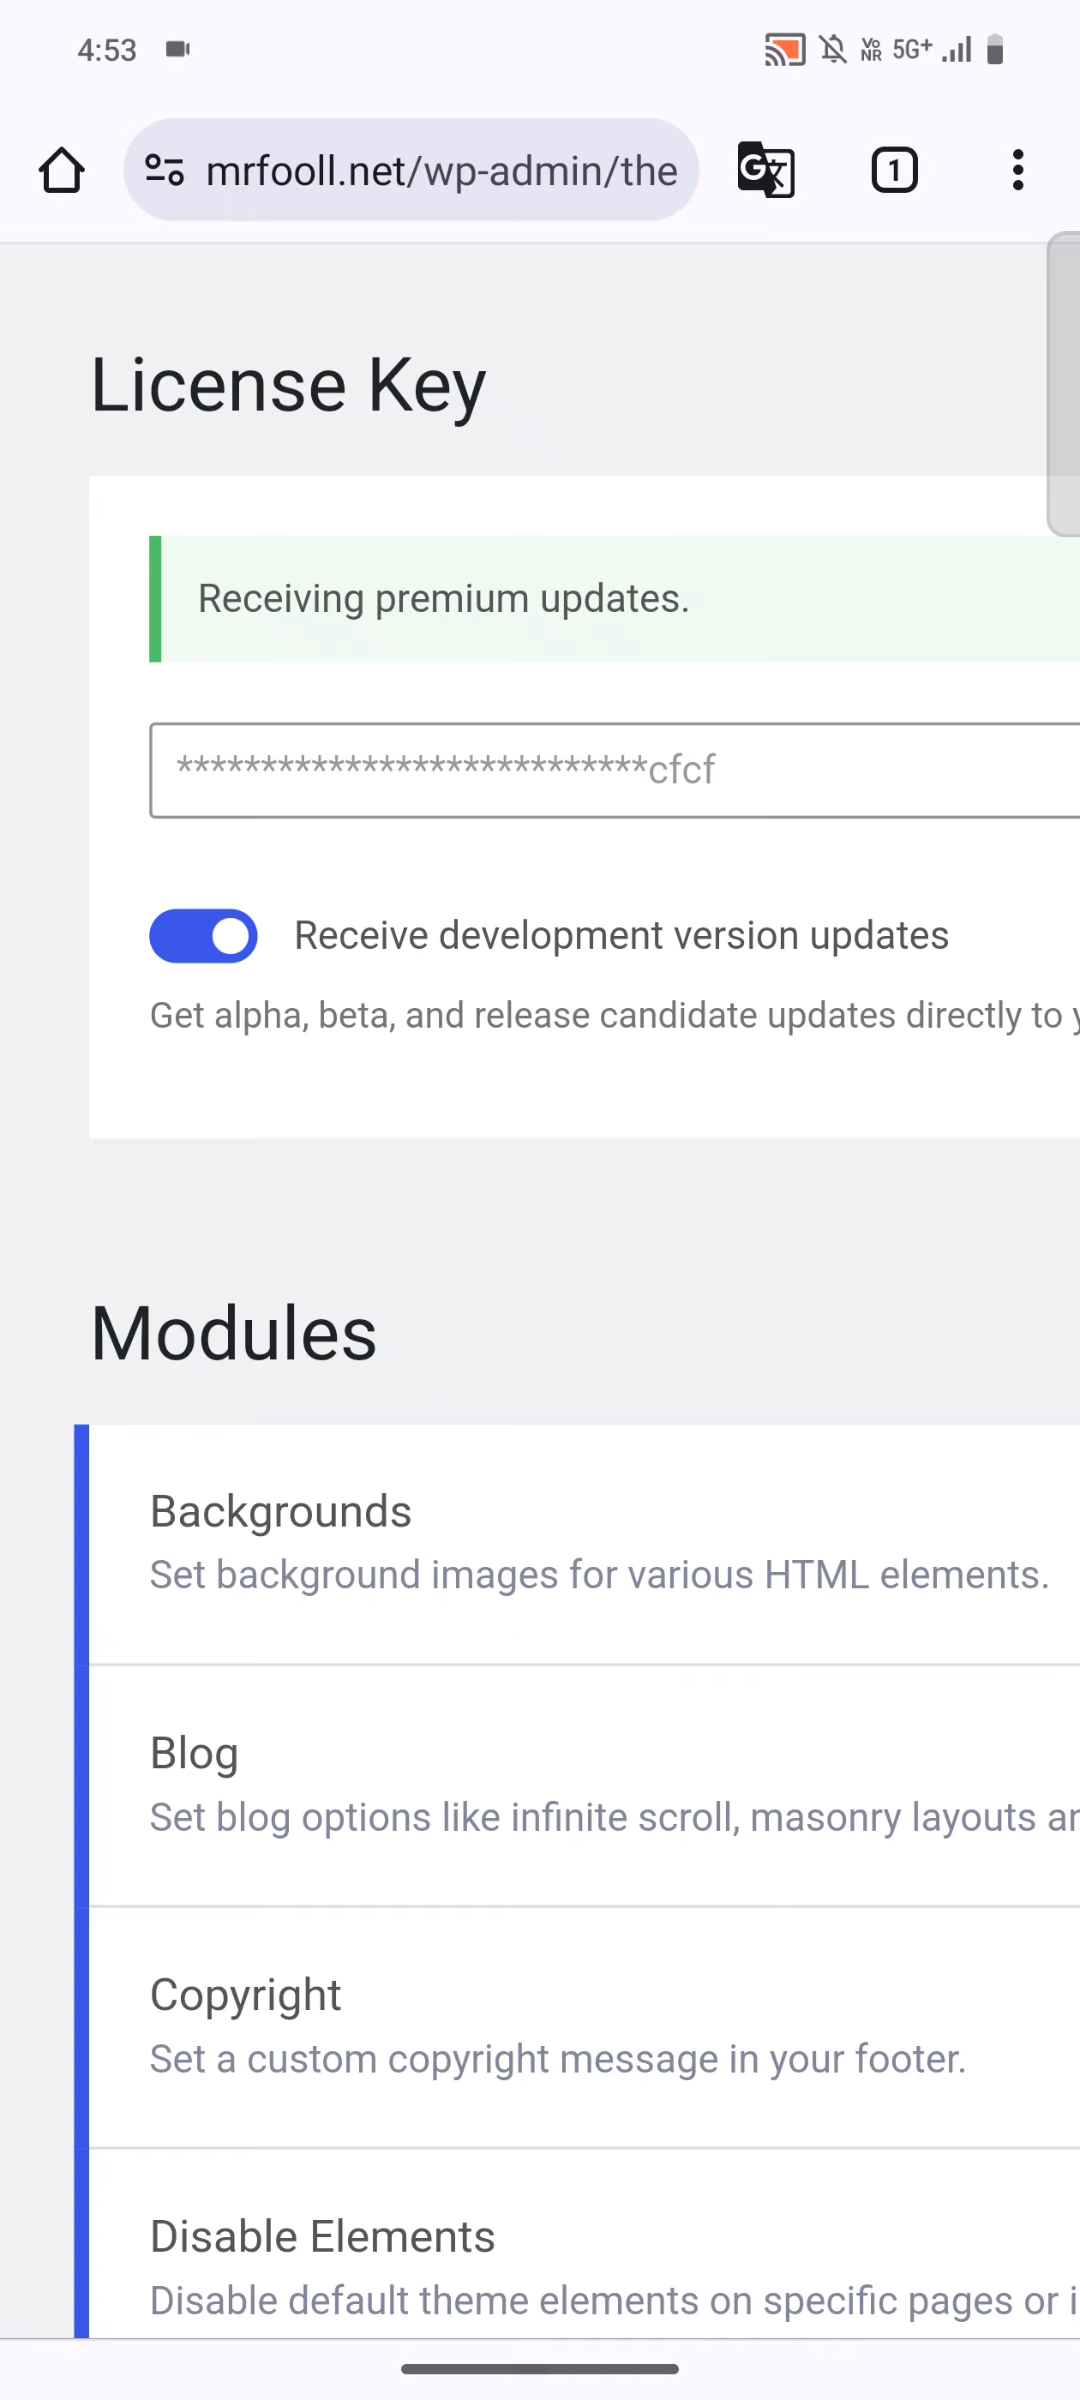 4:53
Vo
NR
5G+
mrfooll.net/wp-admin/the
1
License Key
Receiving premium updates.
****************************cfcf
Receive development version updates
Get alpha, beta, and release candidate updates directly to y
Modules
Backgrounds
Set background images for various HTML elements.
Blog
Set blog options like infinite scroll, masonry layouts an
Copyright
Set a custom copyright message in your footer.
Disable Elements
Disable default theme elements on specific pages or i